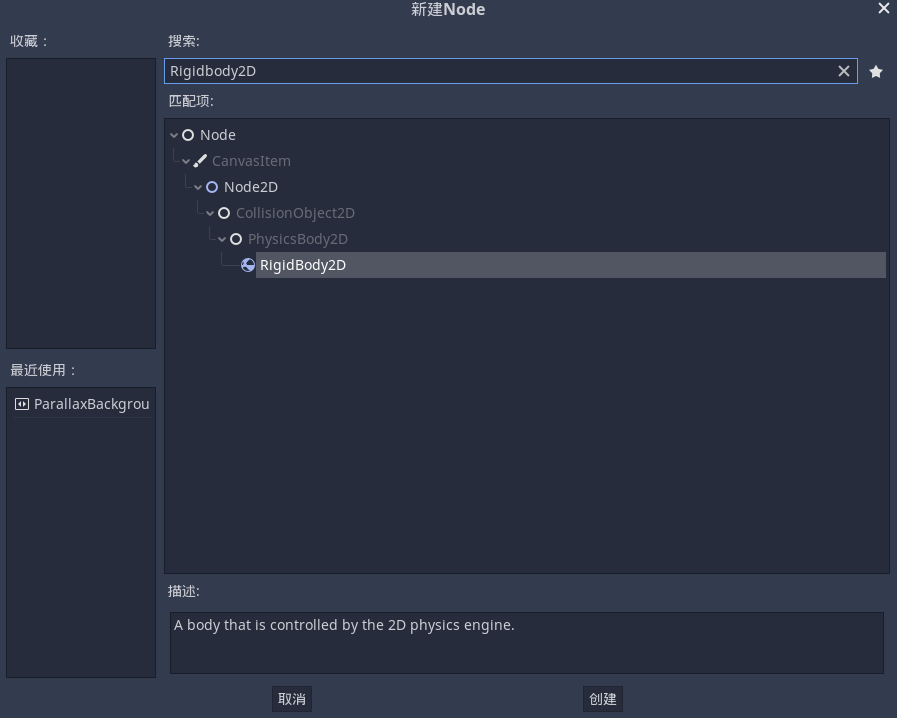 新建Node
收藏：
搜索:
Rigidbody2D
匹配项:
Node
CanvasItem
Node2D
CollisionObject2D
PhysicsBody2D
RigidBody2D
最近使用：
ParallaxBackgrou
描述:
A body that is controlled by the 2D physics engine.
取消
创建